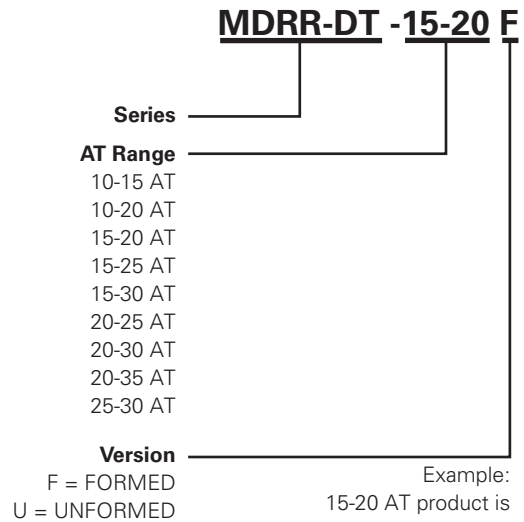 MDRR-DT -15-20 F
Series
AT Range
10-15 AT
10-20 AT
15-20 AT
15-25 AT
15-30 AT
20-25 AT
20-30 AT
20-35 AT
25-30 AT
Version
F = FORMED
U = UNFORMED
Example:
15-20 AT product is